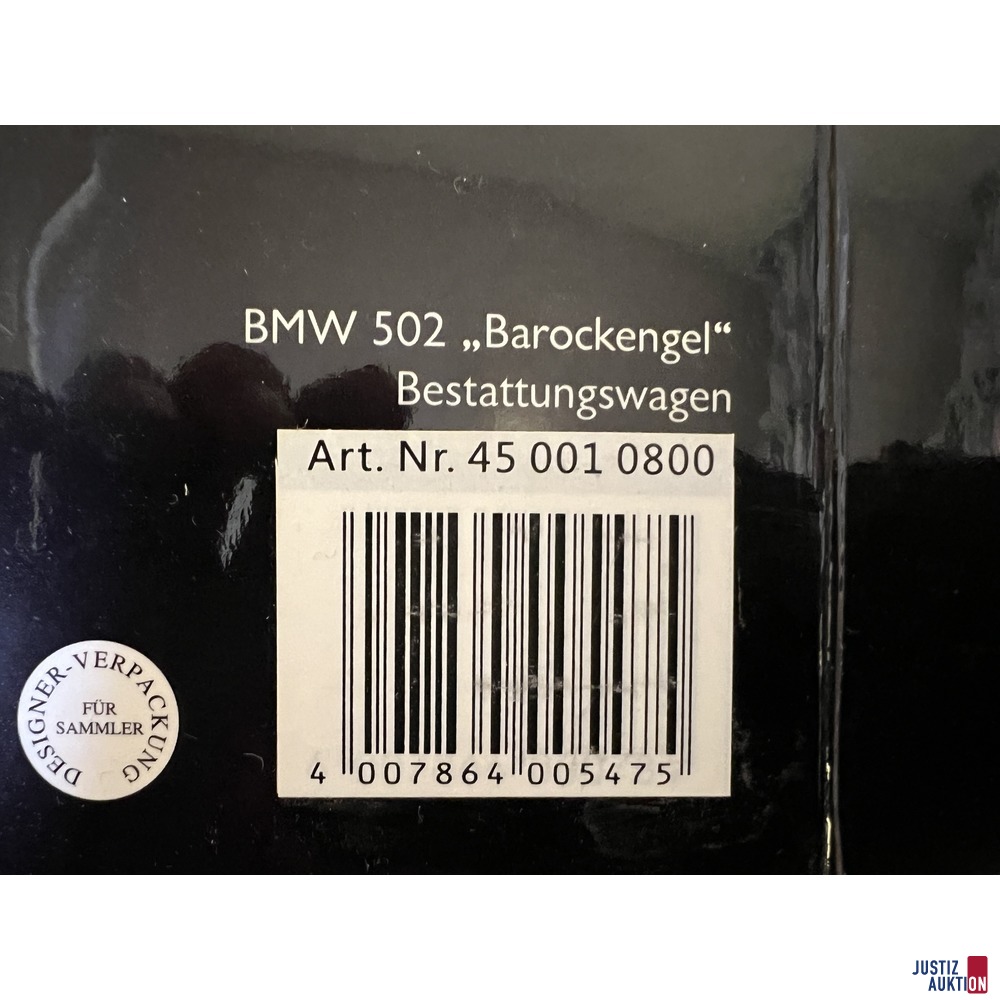 BMW 502 „Barockengel“
Bestattungswagen
Art. Nr. 45 001 0800
4 007864 005475
DESIGNER-VERPACKUNG
FÜR
SAMMLER
JUSTIZ
AUKTION